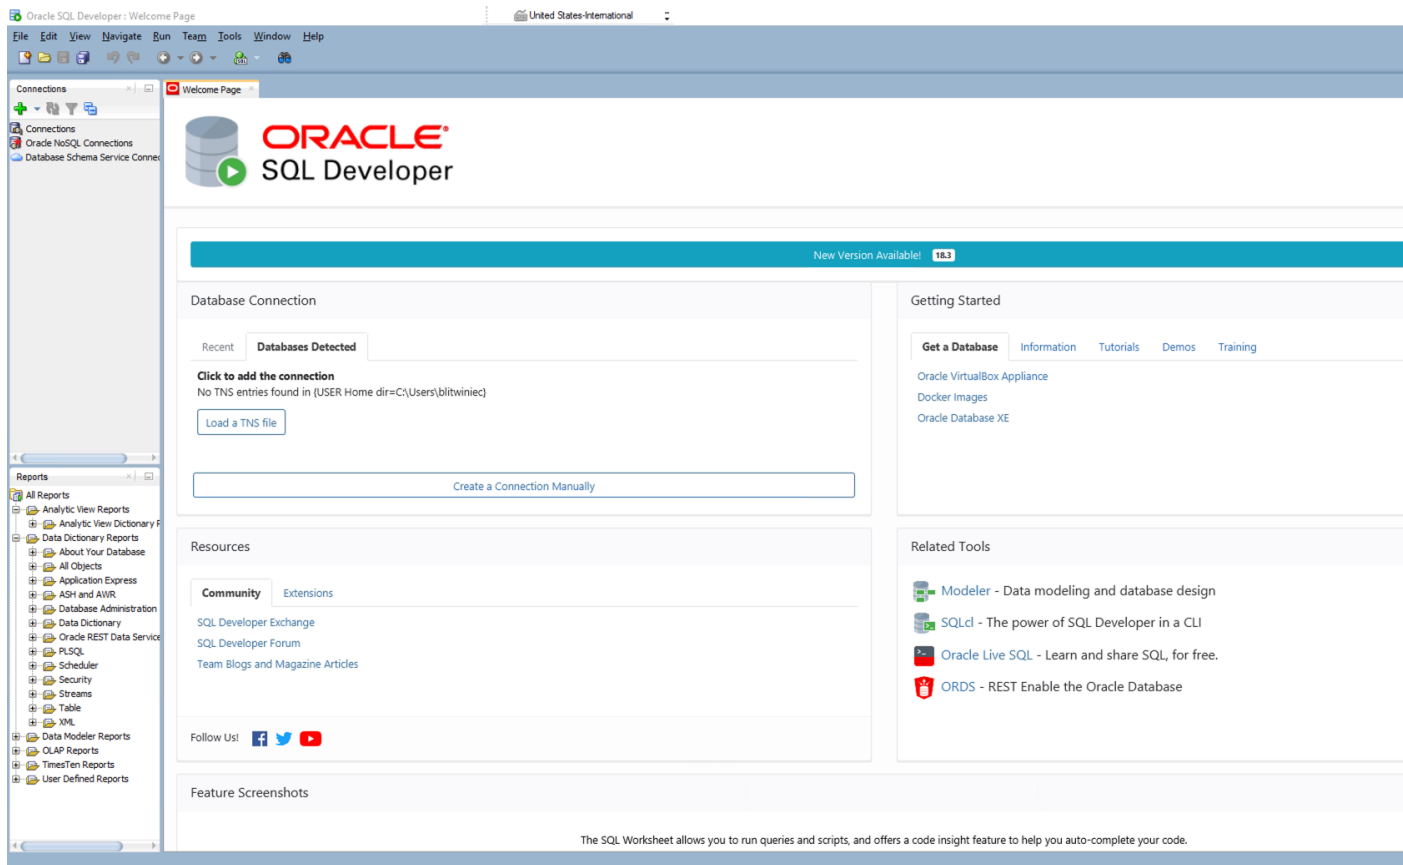 Oracle SQL Developer : Welcome Page
United States-International
File Edit View Navigate Run Team Tools Window Help
Connections
Connections
Oracle NoSQL Connections
Database Schema Service Connec
Reports
All Reports
Analytic View Reports
Analytic View Dictionary R
Data Dictionary Reports
About Your Database
All Objects
Application Express
ASH and AWR
Database Administration
Data Dictionary
Oracle REST Data Service
PLSQL
Scheduler
Security
Streams
Table
XML
Data Modeler Reports
OLAP Reports
TimesTen Reports
User Defined Reports
Welcome Page
ORACLE
SQL Developer
New Version Available! 18.3
Database Connection
Recent Databases Detected
Click to add the connection
No TNS entries found in {USER Home dir=C:\Users\blitwiniec}
Load a TNS file
Create a Connection Manually
Getting Started
Get a Database Information Tutorials Demos Training
Oracle VirtualBox Appliance
Docker Images
Oracle Database XE
Resources
Community Extensions
SQL Developer Exchange
SQL Developer Forum
Team Blogs and Magazine Articles
Follow Us!
Related Tools
Modeler - Data modeling and database design
SQLcl - The power of SQL Developer in a CLI
Oracle Live SQL - Learn and share SQL, for free.
ORDS - REST Enable the Oracle Database
Feature Screenshots
The SQL Worksheet allows you to run queries and scripts, and offers a code insight feature to help you auto-complete your code.